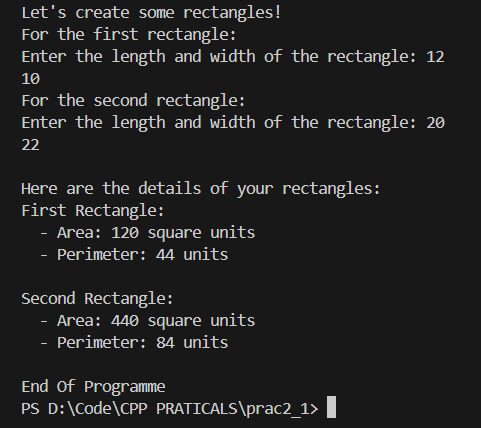 Let's create some rectangles!
For the first rectangle:
Enter the length and width of the rectangle: 12
10
For the second rectangle:
Enter the length and width of the rectangle: 20
22

Here are the details of your rectangles:
First Rectangle:
  - Area: 120 square units
  - Perimeter: 44 units

Second Rectangle:
  - Area: 440 square units
  - Perimeter: 84 units

End Of Programme
PS D:\Code\CPP PRATICALS\prac2_1>